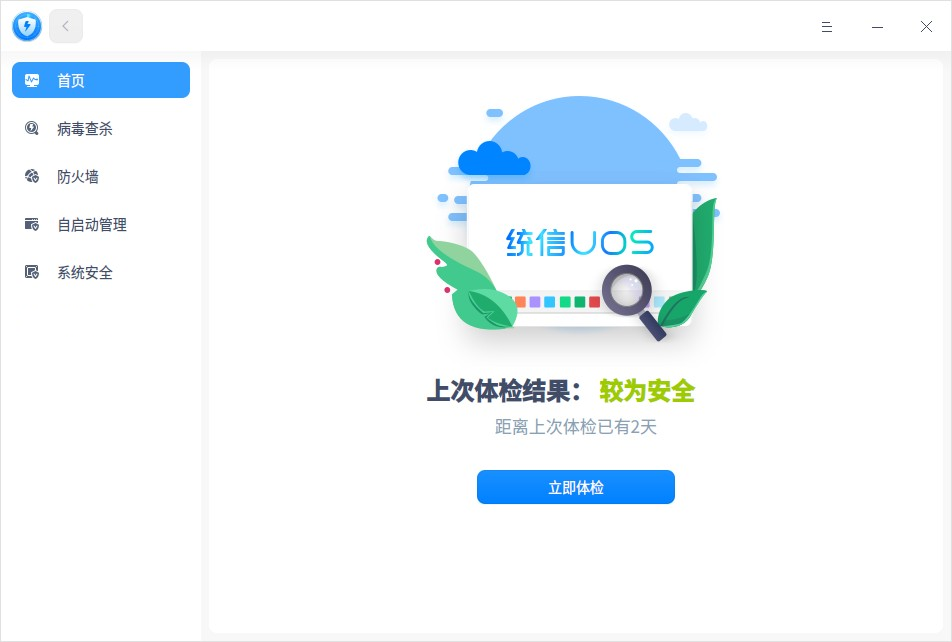 首页
病毒查杀
防火墙
自启动管理
系统安全
统信UOS
上次体检结果： 较为安全
距离上次体检已有2天
立即体检